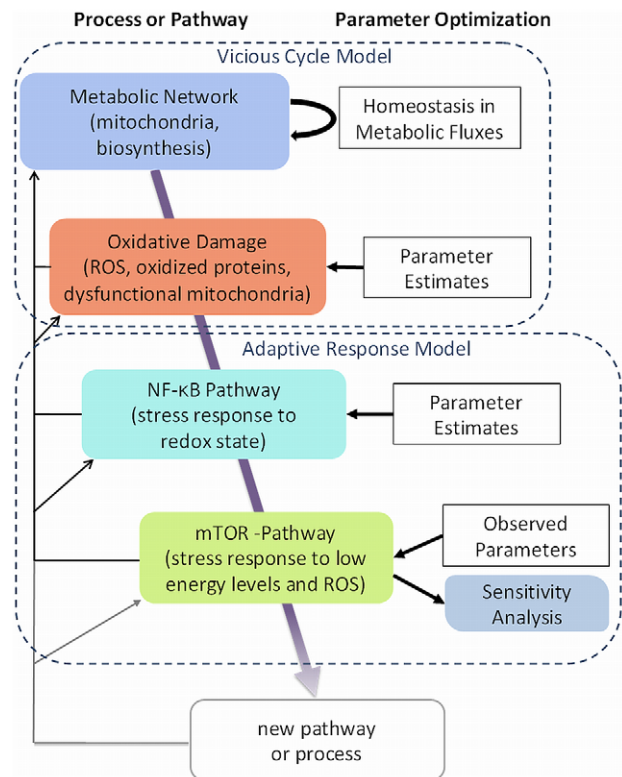 Process or Pathway
Parameter Optimization
Vicious Cycle Model
Metabolic Network
(mitochondria,
biosynthesis)
Homeostasis in
Metabolic Fluxes
Oxidative Damage
(ROS, oxidized proteins,
dysfunctional mitochondria)
Parameter
Estimates
Adaptive Response Model
NF-κB Pathway
(stress response to
redox state)
Parameter
Estimates
mTOR -Pathway
(stress response to low
energy levels and ROS)
Observed
Parameters
Sensitivity
Analysis
new pathway
or process